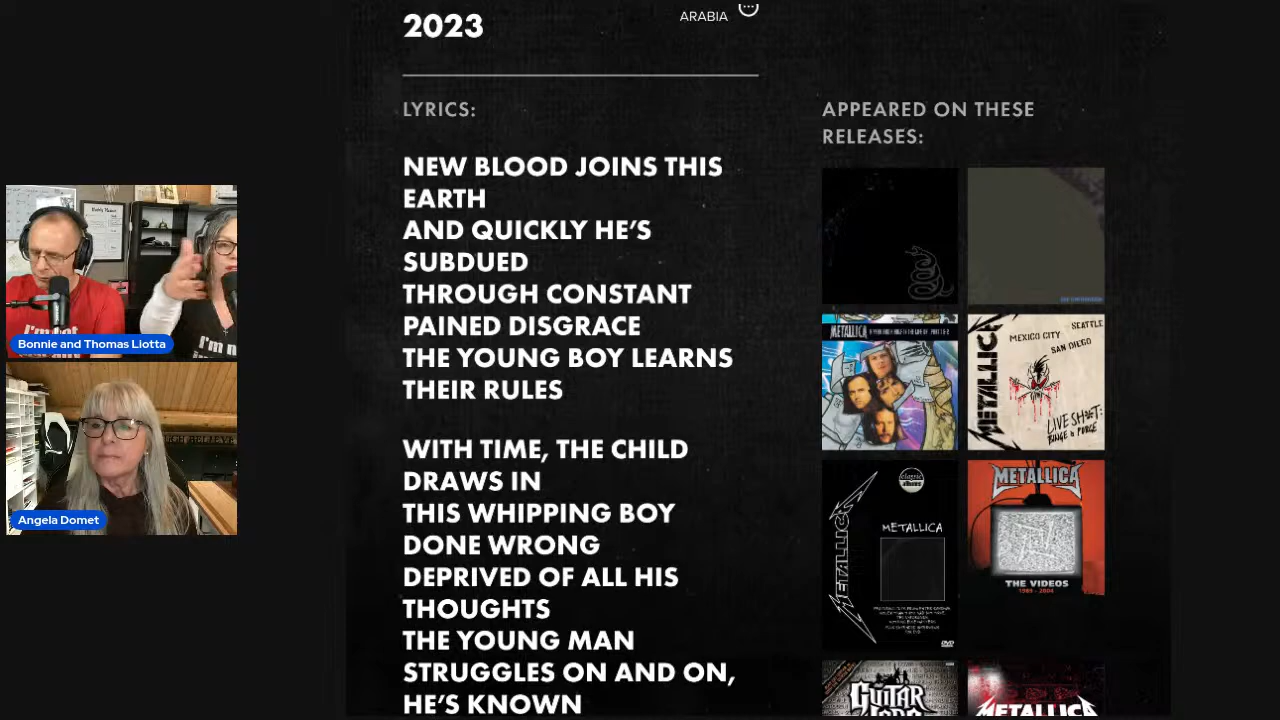 2023
ARABIA
LYRICS:
NEW BLOOD JOINS THIS
EARTH
AND QUICKLY HE'S
SUBDUED
THROUGH CONSTANT
PAINED DISGRACE
THE YOUNG BOY LEARNS
THEIR RULES
WITH TIME, THE CHILD
DRAWS IN
THIS WHIPPING BOY
DONE WRONG
DEPRIVED OF ALL HIS
THOUGHTS
THE YOUNG MAN
STRUGGLES ON AND ON,
HE'S KNOWN
APPEARED ON THESE
RELEASES:
METALLICA
METALLICA
MEXICO CITY
SEATTLE
SAN DIEGO
LIVE SH*T:
BINGE & PURGE
classic
METALLICA
METALLICA
DVD
METALLICA
THE VIDEOS
1989 - 2004
GUITAR
METALLICA
I'm not
I'm n
Bonnie and Thomas LIotta
Angela Domet